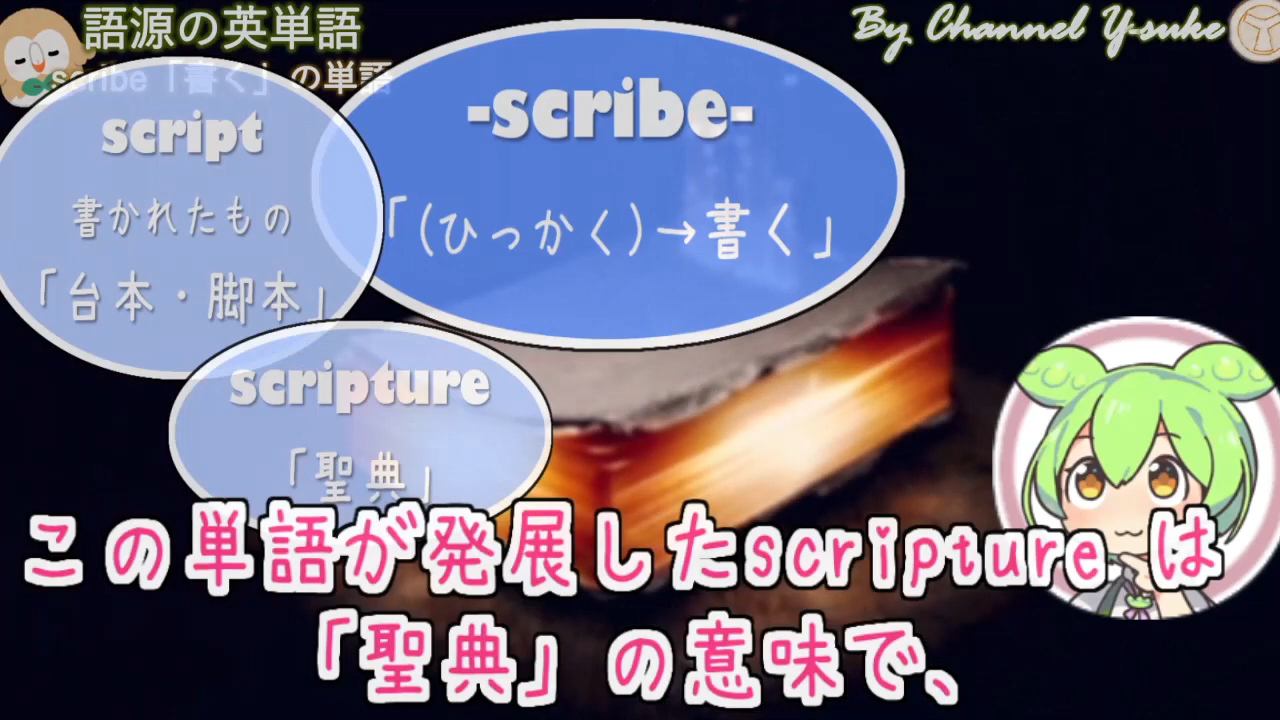 語源の英単語
By Channel Y-suke
scribe「書く」の単語
-scribe-
「(ひっかく)→書く」
script
書かれたもの
「台本・脚本」
scripture
「聖典」
この単語が発展したscripture は
「聖典」の意味で、